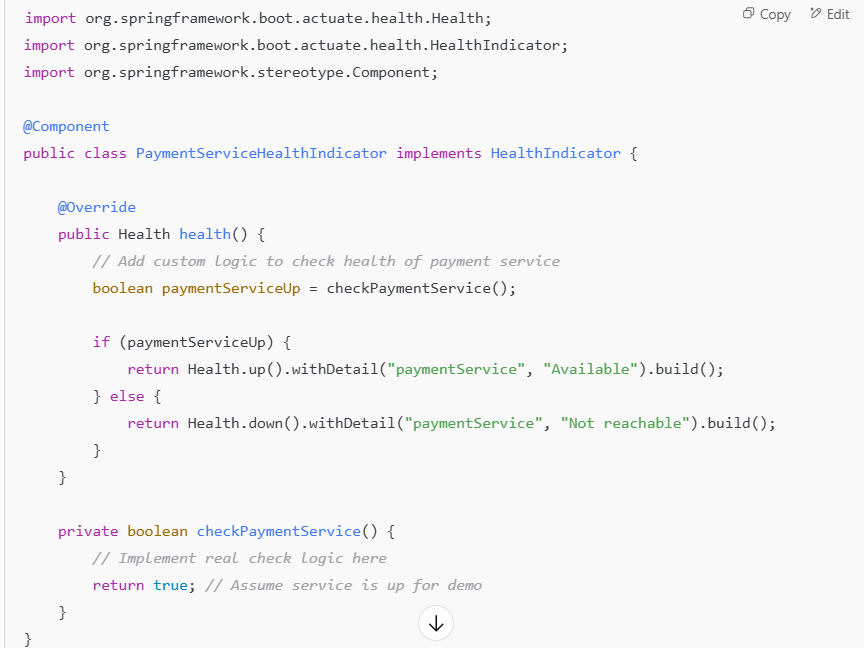 Copy Edit
import org.springframework.boot.actuate.health.Health;
import org.springframework.boot.actuate.health.HealthIndicator;
import org.springframework.stereotype.Component;
@Component
public class PaymentServiceHealthIndicator implements HealthIndicator {
@Override
public Health health() {
// Add custom logic to check health of payment service
boolean paymentServiceUp = checkPaymentService();
if (paymentServiceUp) {
return Health.up().withDetail("paymentService", "Available").build();
} else {
return Health.down().withDetail("paymentService", "Not reachable").build();
}
}
private boolean checkPaymentService() {
// Implement real check logic here
return true; // Assume service is up for demo
}
}